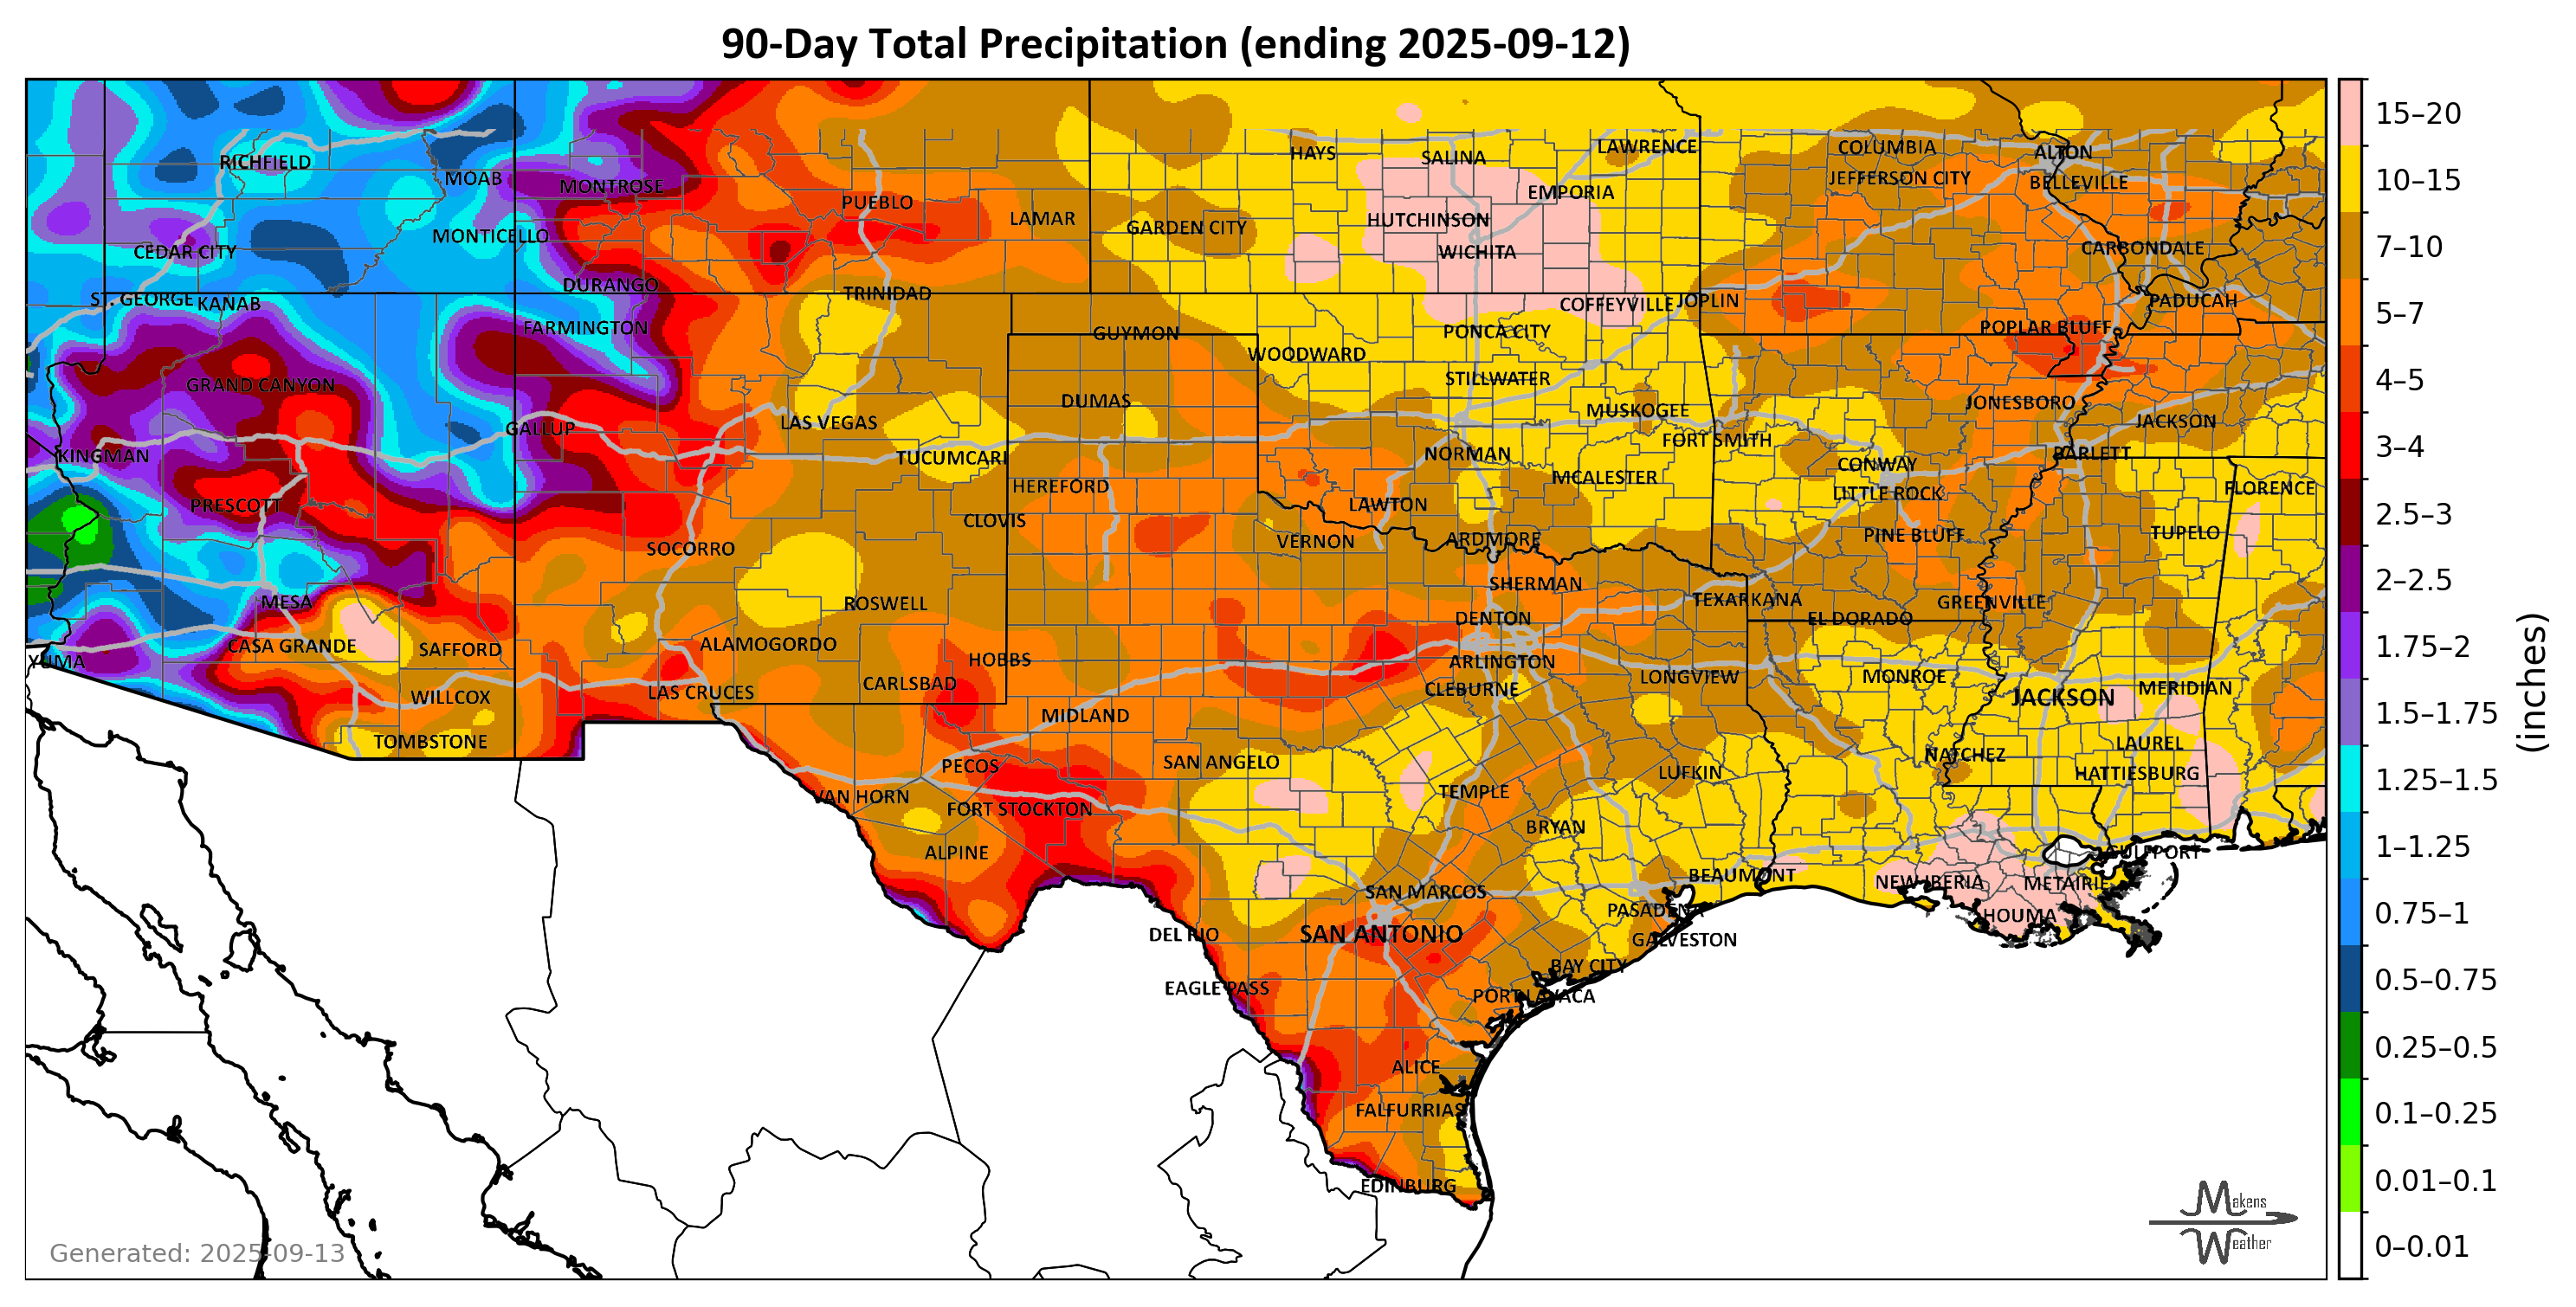 90-Day Total Precipitation (ending 2025-09-12)
HAYS
SALINA
LAWRENCE
COLUMBIA
ALTON
RICHFIELD
MOAB
MONTROSE
EMPORIA
JEFFERSON CITY
BELLEVILLE
PUEBLO
LAMAR
GARDEN CITY
HUTCHINSON
MONTICELLO
CEDAR CITY
WICHITA
CARBONDALE
DURANGO
TRINIDAD
ST. GEORGE
KANAB
COFFEYVILLE
JOPLIN
PADUCAH
FARMINGTON
GUYMON
PONCA CITY
POPLAR BLUFF
WOODWARD
GRAND CANYON
STILLWATER
DUMAS
MUSKOGEE
JONESBORO
LAS VEGAS
JACKSON
GALLUP
FORT SMITH
KINGMAN
TUCUMCARI
NORMAN
BARLETT
CONWAY
MCALESTER
HEREFORD
LITTLE ROCK
FLORENCE
PRESCOTT
LAWTON
CLOVIS
PINE BLUFF
TUPELO
SOCORRO
VERNON
ARDMORE
SHERMAN
MESA
ROSWELL
TEXARKANA
GREENVILLE
DENTON
EL DORADO
CASA GRANDE
SAFFORD
ALAMOGORDO
HOBBS
ARLINGTON
YUMA
LONGVIEW
MONROE
WILLCOX
LAS CRUCES
CARLSBAD
CLEBURNE
JACKSON
MERIDIAN
MIDLAND
TOMBSTONE
LAUREL
NATCHEZ
PECOS
SAN ANGELO
LUFKIN
HATTIESBURG
VAN HORN
FORT STOCKTON
TEMPLE
BRYAN
ALPINE
GULFPORT
BEAUMONT
SAN MARCOS
NEW IBERIA
METAIRIE
PASADENA
HOUMA
DEL RIO
SAN ANTONIO
GALVESTON
BAY CITY
EAGLE PASS
PORT LAVACA
ALICE
FALFURRIAS
EDINBURG
15–20
10–15
7–10
5–7
4–5
3–4
2.5–3
2–2.5
1.75–2
1.5–1.75
1.25–1.5
1–1.25
0.75–1
0.5–0.75
0.25–0.5
0.1–0.25
0.01–0.1
0–0.01
(inches)
Generated: 2025-09-13
Makens
Weather